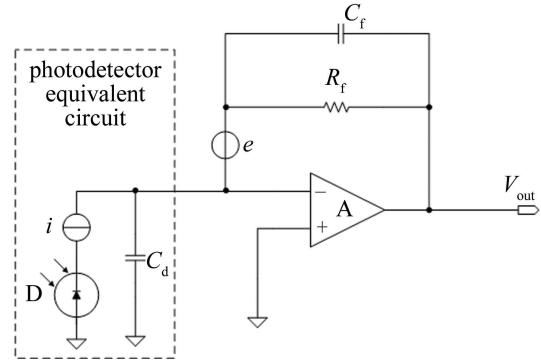 C_f
photodetector
equivalent
circuit
R_f
e
V_out
−
A
+
i
C_d
D